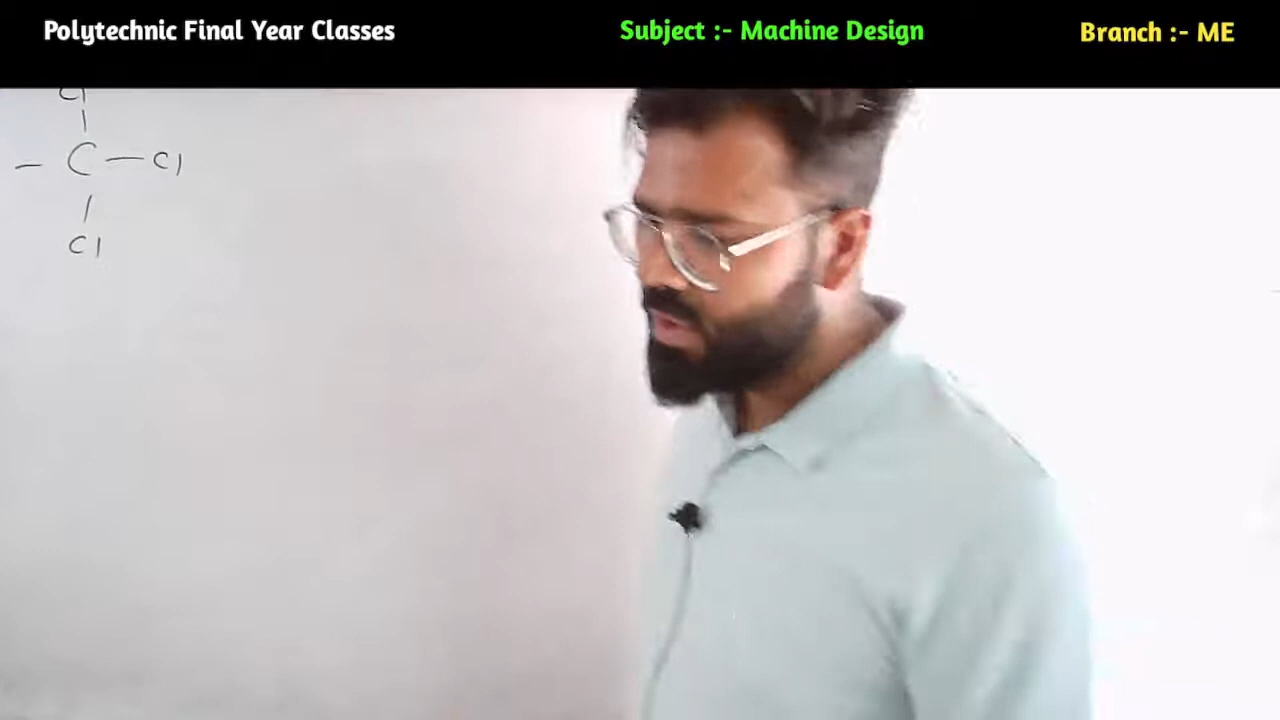 Polytechnic Final Year Classes
Subject :- Machine Design
Branch :- ME
Cl
|
– C – Cl
|
Cl